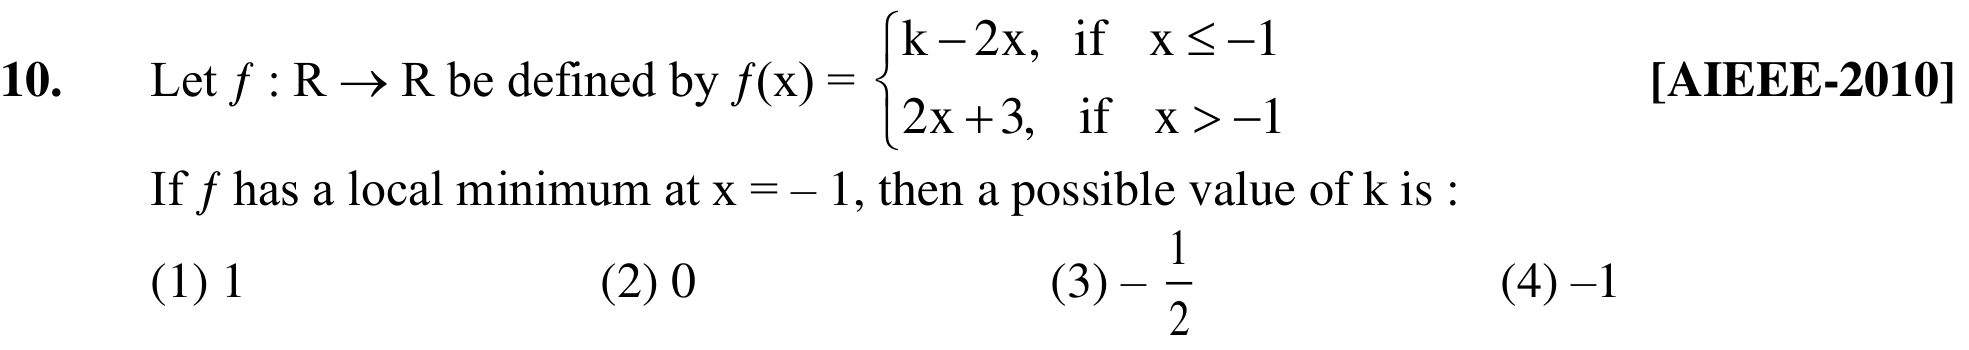 10. Let f : R → R be defined by f(x) = { k – 2x, if x ≤ –1 [AIEEE-2010]
2x + 3, if x > –1
If f has a local minimum at x = – 1, then a possible value of k is :
(1) 1 (2) 0 (3) – 1/2 (4) –1